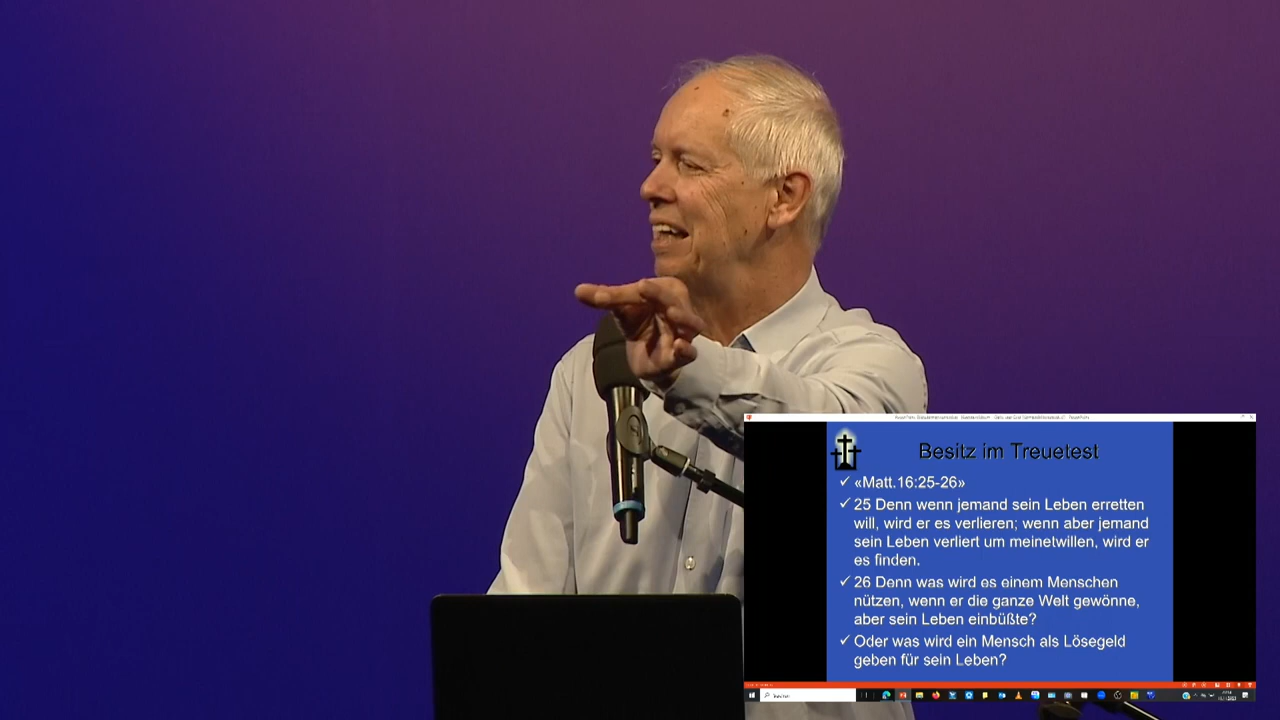 Besitz im Treuetest
«Matt.16:25-26»
25 Denn wenn jemand sein Leben erretten
will, wird er es verlieren; wenn aber jemand
sein Leben verliert um meinetwillen, wird er
es finden.
26 Denn was wird es einem Menschen
nützen, wenn er die ganze Welt gewönne,
aber sein Leben einbüßte?
Oder was wird ein Mensch als Lösegeld
geben für sein Leben?